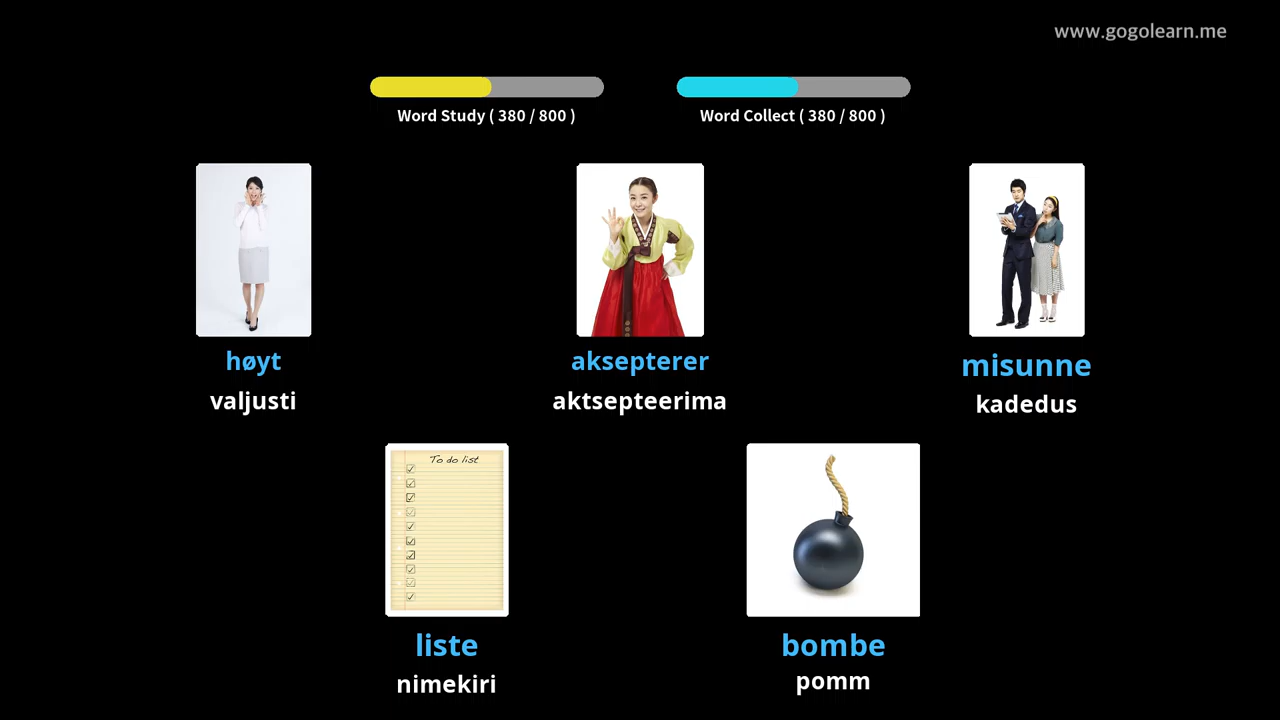 www.gogolearn.me
Word Study ( 380 / 800 )
Word Collect ( 380 / 800 )
høyt
valjusti
aksepterer
aktsepteerima
misunne
kadedus
To do list
liste
nimekiri
bombe
pomm